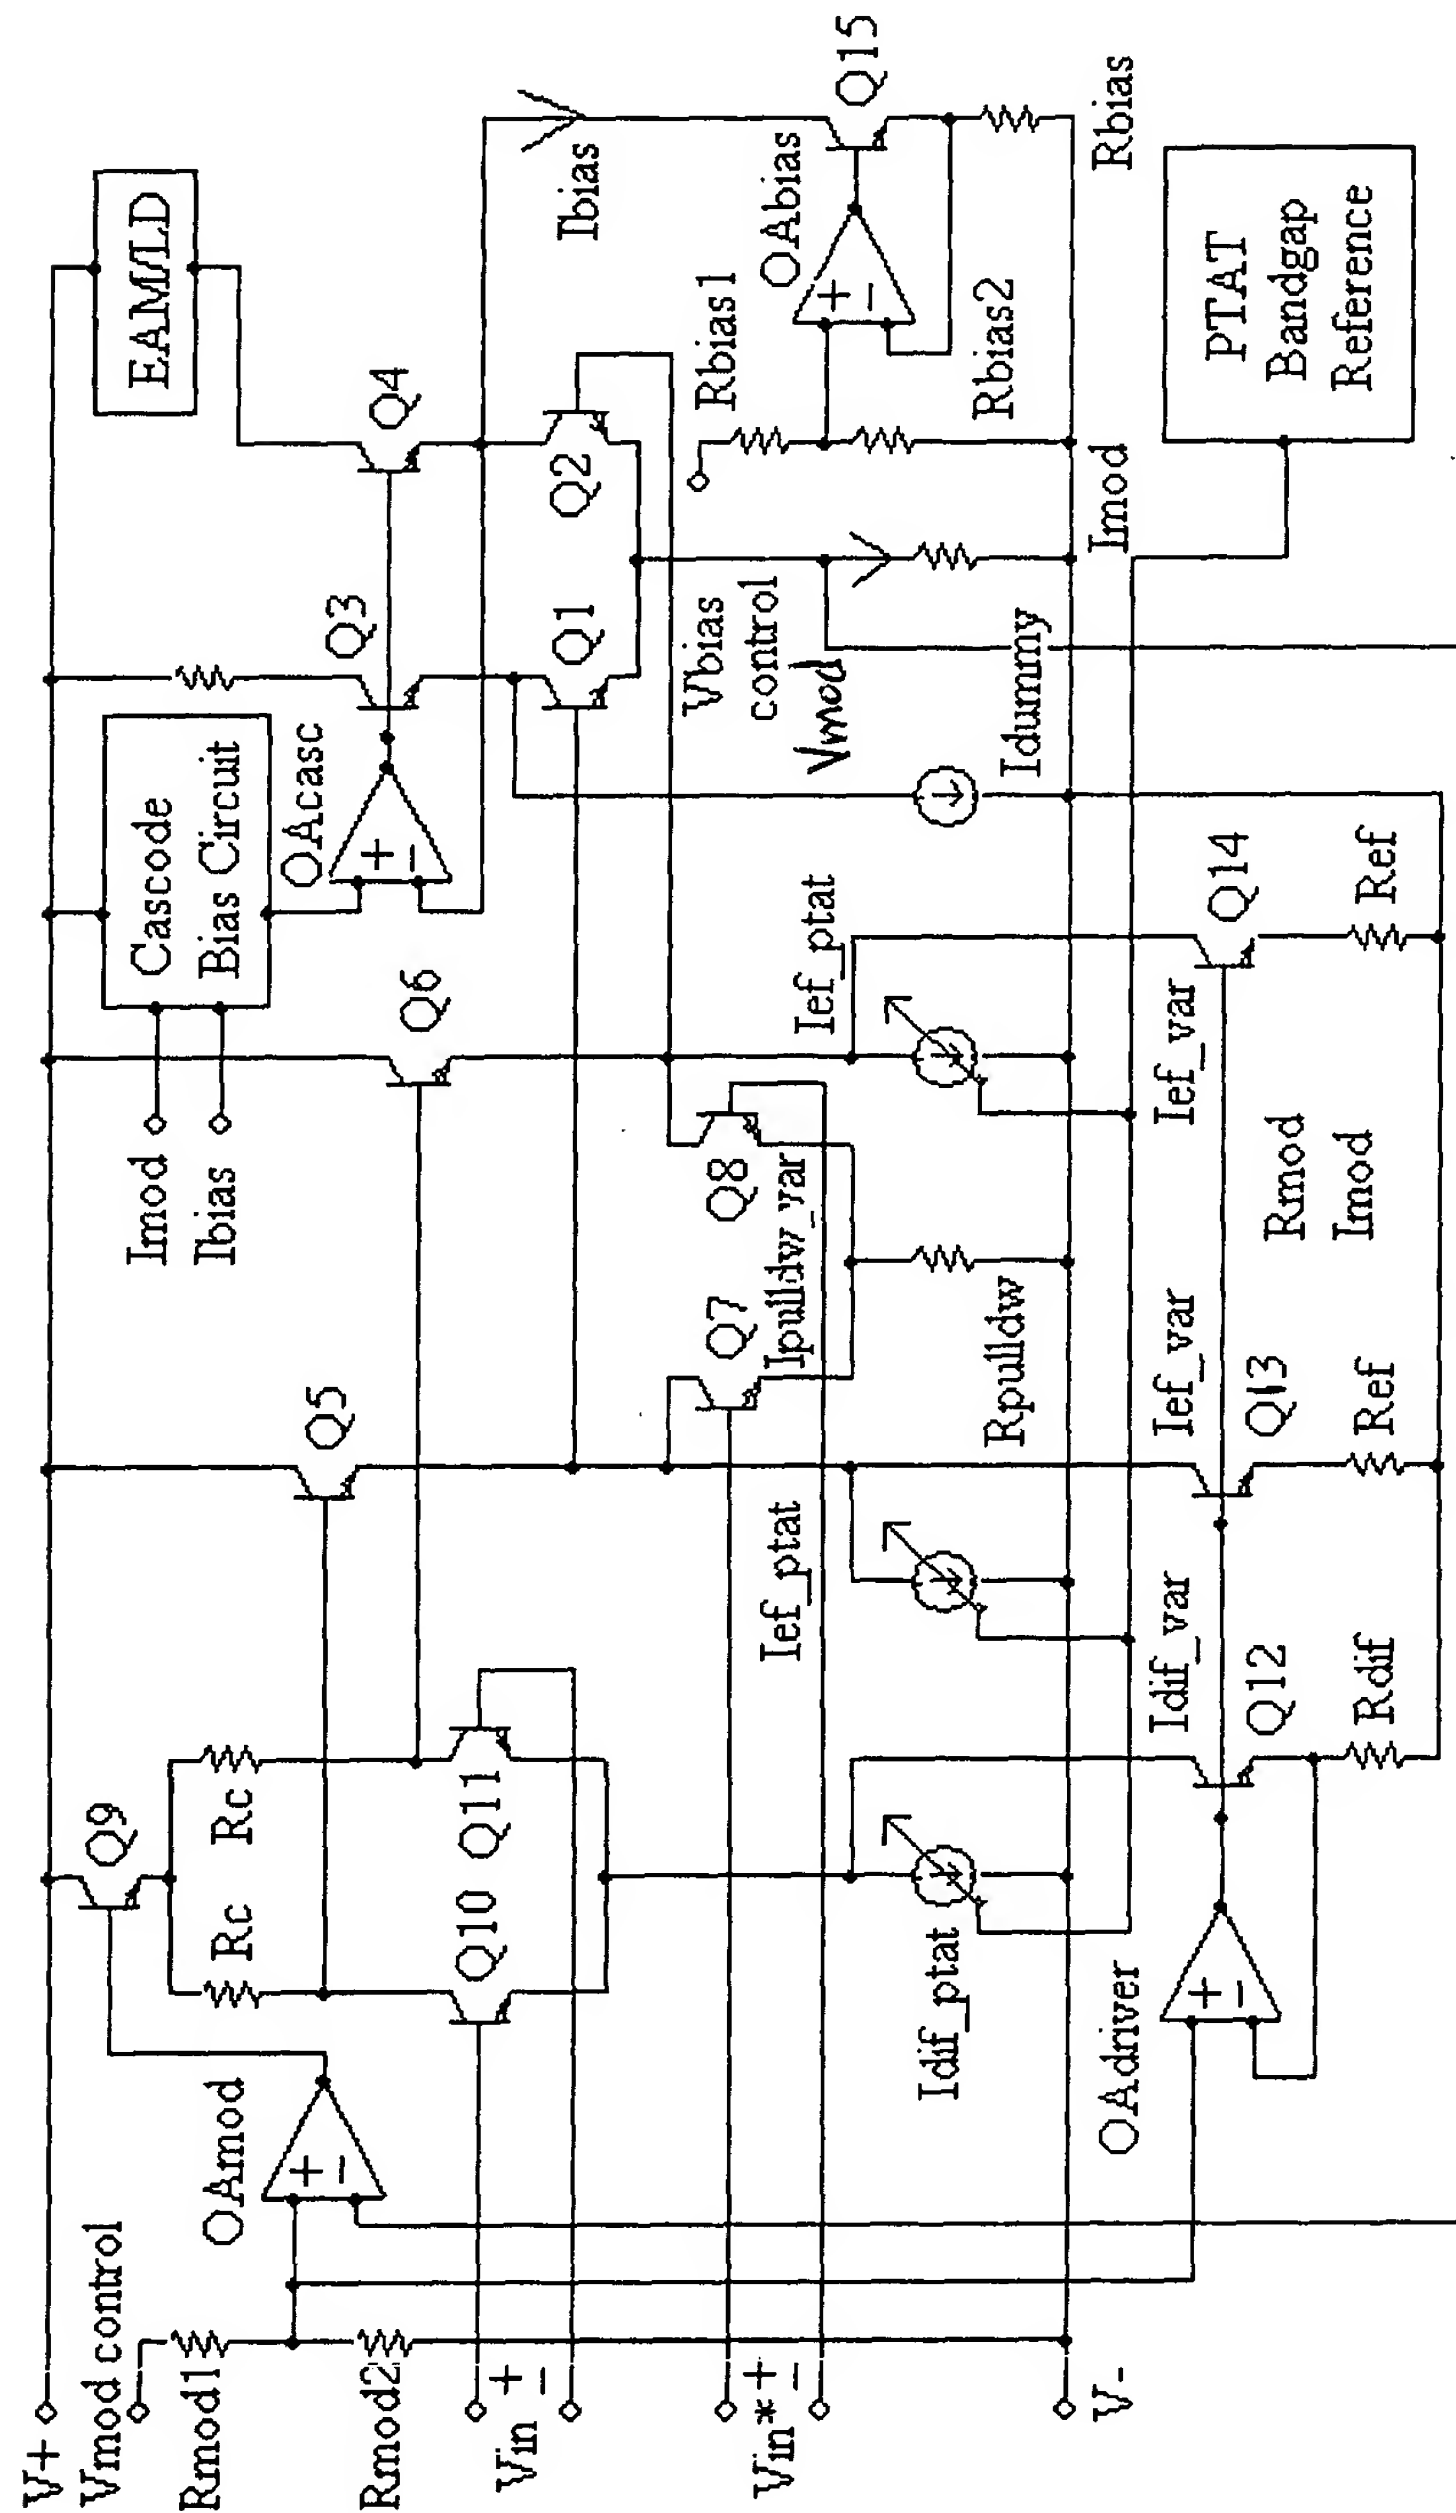 V+
Vmod control
Rmod1
Rmod2
Vin + −
Vin* + −
V-
OAmod
+
−
Q9
Rc
Rc
Q10
Q11
Q5
Q6
Imod
Ibias
Cascode
Bias Circuit
OAcasc
+
−
Q3
Q4
EAM/LD
Q1
Q2
Ibias
Q15
OAbias
+
−
Rbias1
Rbias2
Rbias
Vbias
control
Vmod
Imod
Idummy
Q7
Q8
Ipulldw_var
Rpulldw
Ief_ptat
Ief_ptat
Idif_ptat
OAdriver
+
−
Idif_var
Q12
Rdif
Ief_var
Q13
Ref
Ief_var
Q14
Ref
Rmod
Imod
PTAT
Bandgap
Reference